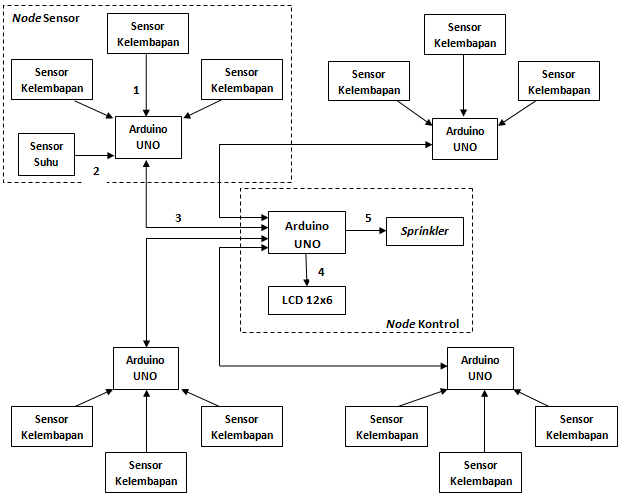 Node Sensor
Sensor
Kelembapan
Sensor
Kelembapan
Sensor
Kelembapan
1
Arduino
UNO
Sensor
Suhu
2
Sensor
Kelembapan
Sensor
Kelembapan
Sensor
Kelembapan
Arduino
UNO
3
Arduino
UNO
5
Sprinkler
4
LCD 12x6
Node Kontrol
Arduino
UNO
Sensor
Kelembapan
Sensor
Kelembapan
Sensor
Kelembapan
Arduino
UNO
Sensor
Kelembapan
Sensor
Kelembapan
Sensor
Kelembapan